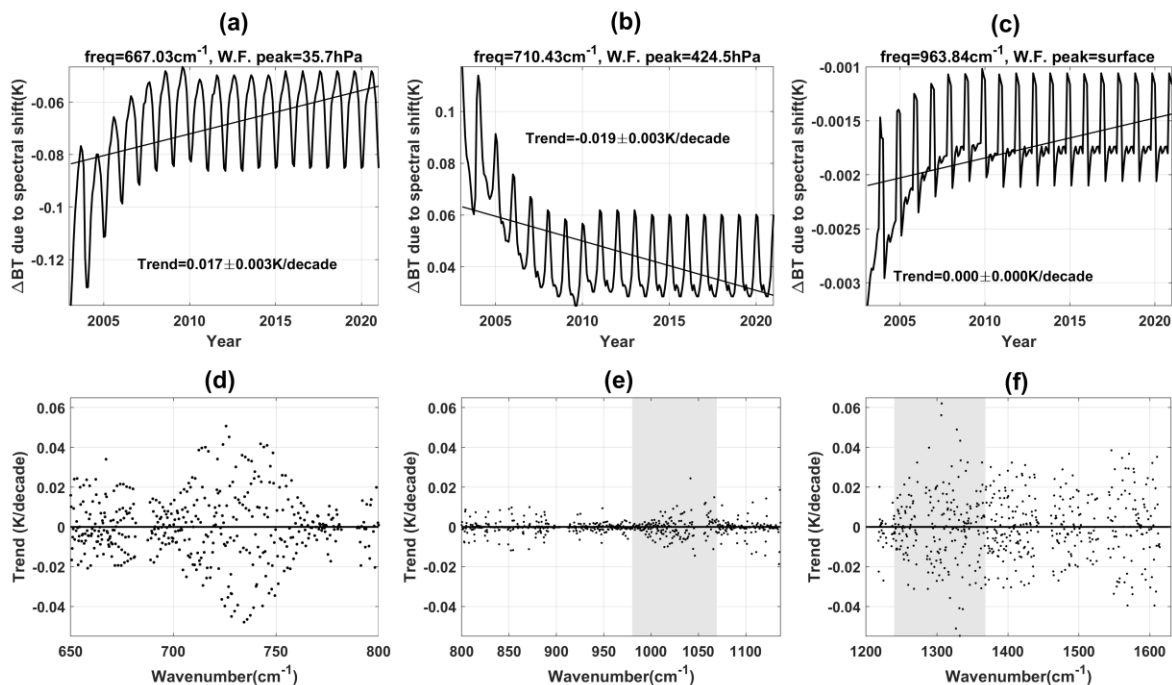 (a)
freq=667.03cm-1, W.F. peak=35.7hPa
ΔBT due to spectral shift(K)
-0.06
-0.08
-0.1
-0.12
Trend=0.017±0.003K/decade
2005 2010 2015 2020
Year
(b)
freq=710.43cm-1, W.F. peak=424.5hPa
ΔBT due to spectral shift(K)
0.1
0.08
0.06
0.04
Trend=-0.019±0.003K/decade
2005 2010 2015 2020
Year
(c)
freq=963.84cm-1, W.F. peak=surface
ΔBT due to spectral shift(K)
-0.001
-0.0015
-0.002
-0.0025
-0.003
Trend=0.000±0.000K/decade
2005 2010 2015 2020
Year
(d)
Trend (K/decade)
0.06
0.04
0.02
0
-0.02
-0.04
650 700 750 800
Wavenumber(cm-1)
(e)
Trend (K/decade)
0.06
0.04
0.02
0
-0.02
-0.04
800 850 900 950 1000 1050 1100
Wavenumber(cm-1)
(f)
Trend (K/decade)
0.06
0.04
0.02
0
-0.02
-0.04
1200 1300 1400 1500 1600
Wavenumber(cm-1)